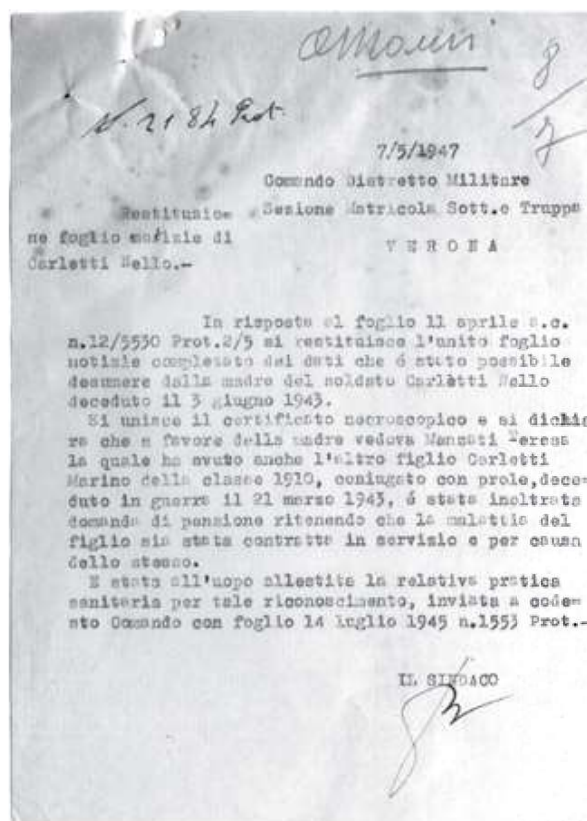 N. 2184 Prot.
8/7
7/5/1947
Comando Distretto Militare
Restituzio= Sezione Matricola Sott.e Truppa
ne foglio notizie di
VERONA
Carletti Nello.-
In risposta al foglio 11 aprile s.c.
n.12/5530 Prot.2/5 si restituisce l'unito foglio
notizie completato dei dati che é stato possibile
desumere dalla madre del soldato Carletti Nello
deceduto il 3 giugno 1943.
Si unisce il certificato necroscopico e si dichia
ra che a favore della madre vedova Teresa
la quale ha avuto anche l'altro figlio Carletti
Marino della classe 1910, coniugato con prole,dece=
duto in guerra il 21 marzo 1943, é stata inoltrata
domanda di pensione ritenendo che la malattia del
figlio sia stata contratta in servizio e per causa
dello stesso.
E stato all'uopo allestita la relativa pratica
sanitaria per tale riconoscimento, inviata a code=
sto Comando con foglio 14 luglio 1945 n.1553 Prot.-
IL SINDACO